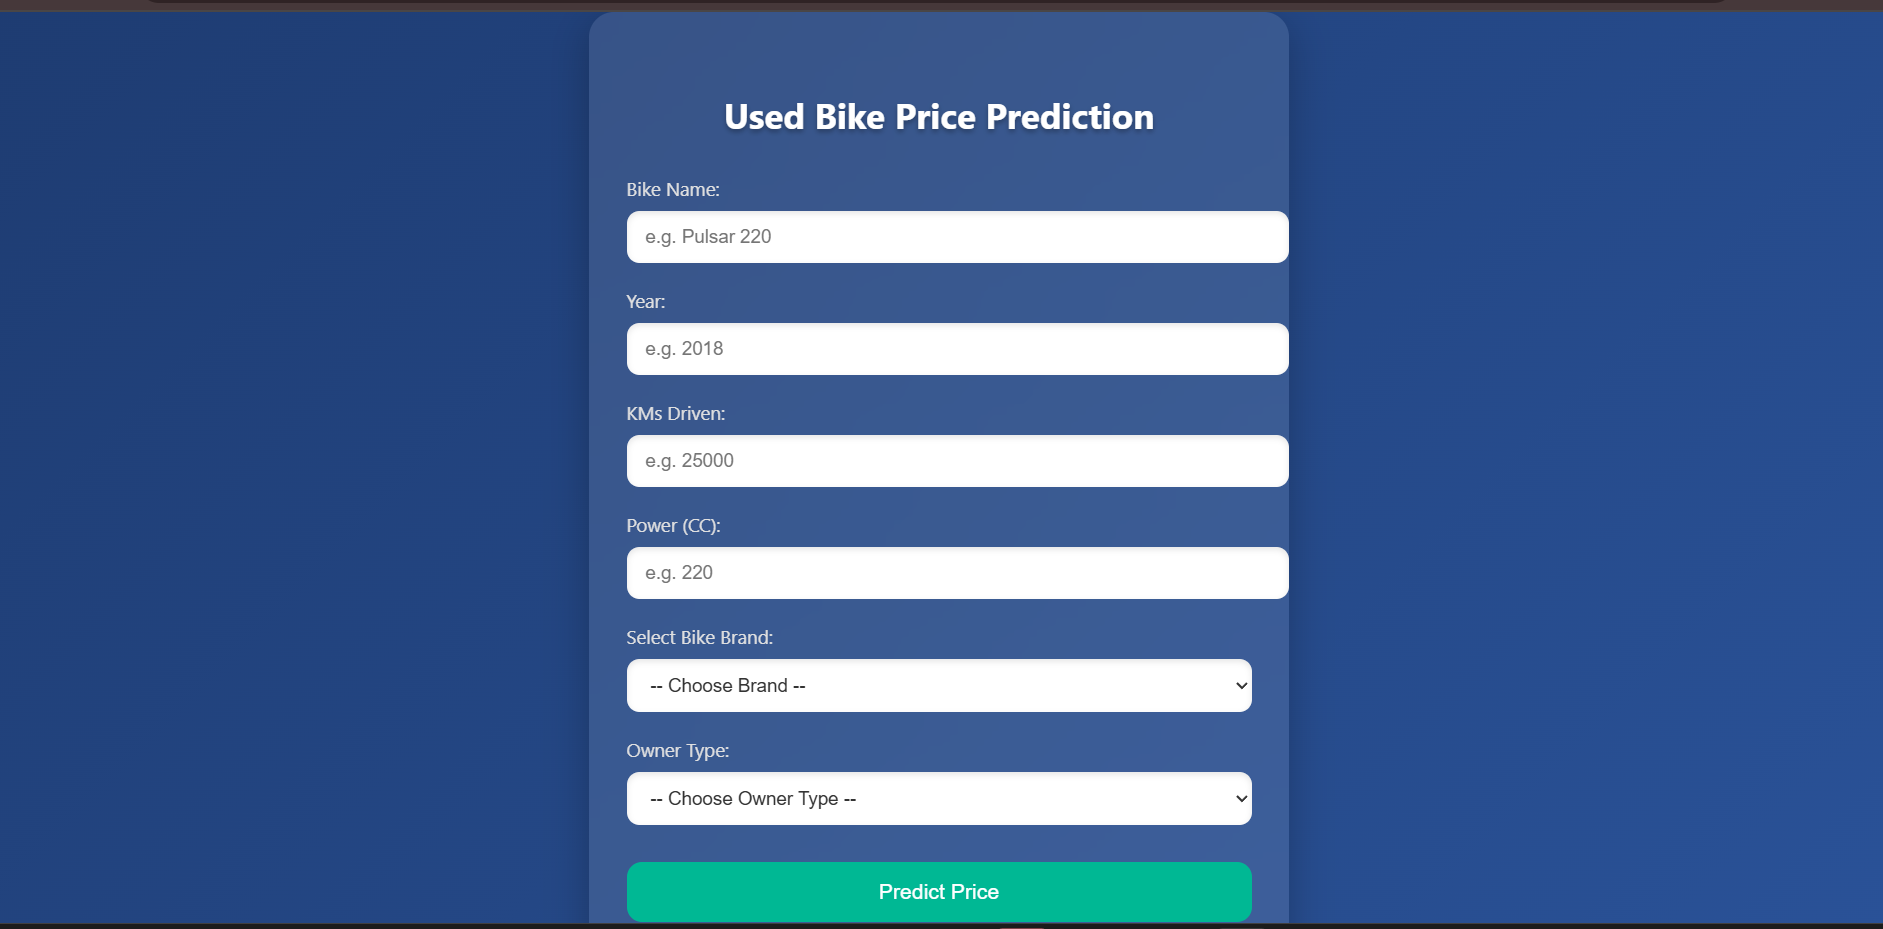 Used Bike Price Prediction
Bike Name:
e.g. Pulsar 220
Year:
e.g. 2018
KMs Driven:
e.g. 25000
Power (CC):
e.g. 220
Select Bike Brand:
-- Choose Brand --
Owner Type:
-- Choose Owner Type --
Predict Price